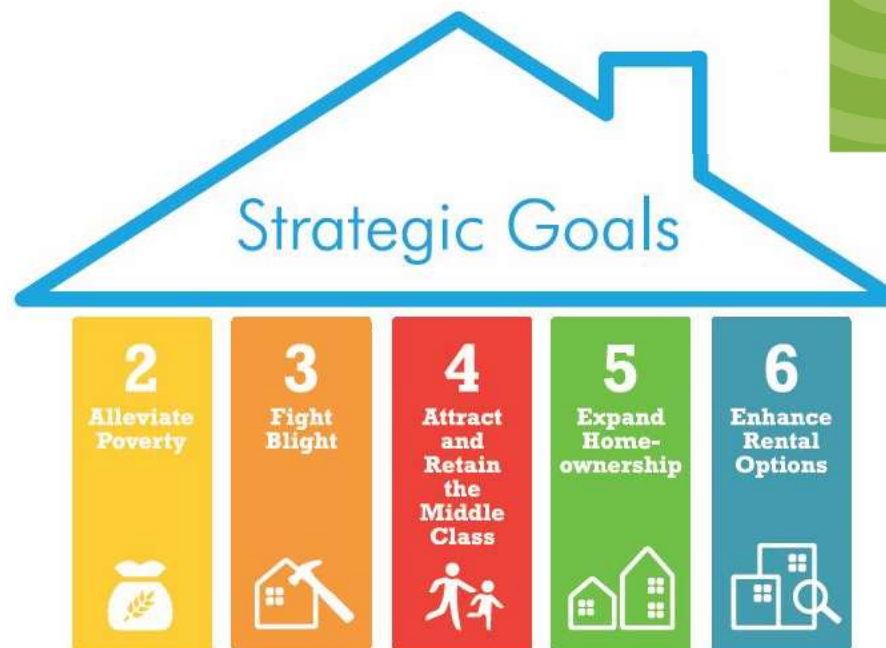 Strategic Goals
2
Alleviate
Poverty
3
Fight
Blight
4
Attract
and
Retain
the
Middle
Class
5
Expand
Home-
ownership
6
Enhance
Rental
Options